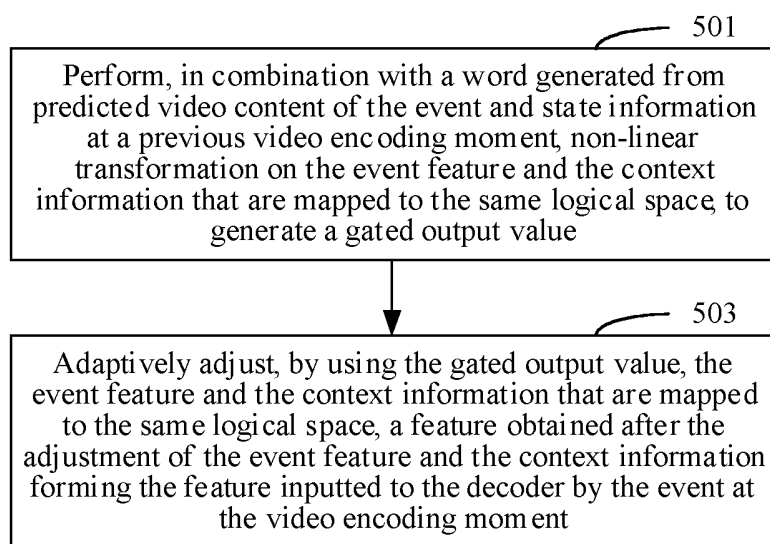 501
Perform, in combination with a word generated from
predicted video content of the event and state information
at a previous video encoding moment, non-linear
transformation on the event feature and the context
information that are mapped to the same logical space, to
generate a gated output value
503
Adaptively adjust, by using the gated output value, the
event feature and the context information that are mapped
to the same logical space, a feature obtained after the
adjustment of the event feature and the context information
forming the feature inputted to the decoder by the event at
the video encoding moment